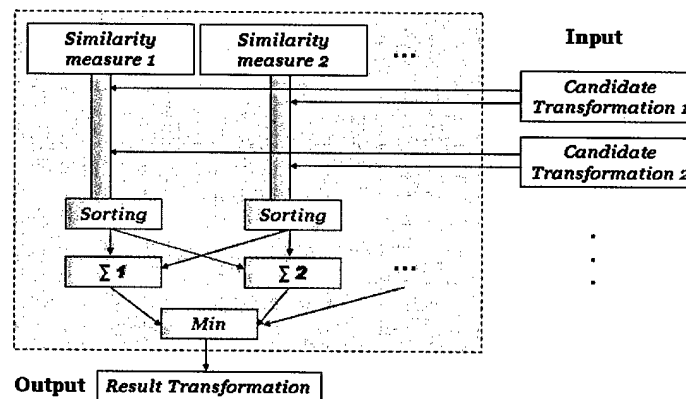 Similarity
measure 1
Similarity
measure 2
...
Input
Candidate
Transformation 1
Candidate
Transformation 2
Sorting
Sorting
Σ 1
Σ 2
...
Min
Output
Result Transformation